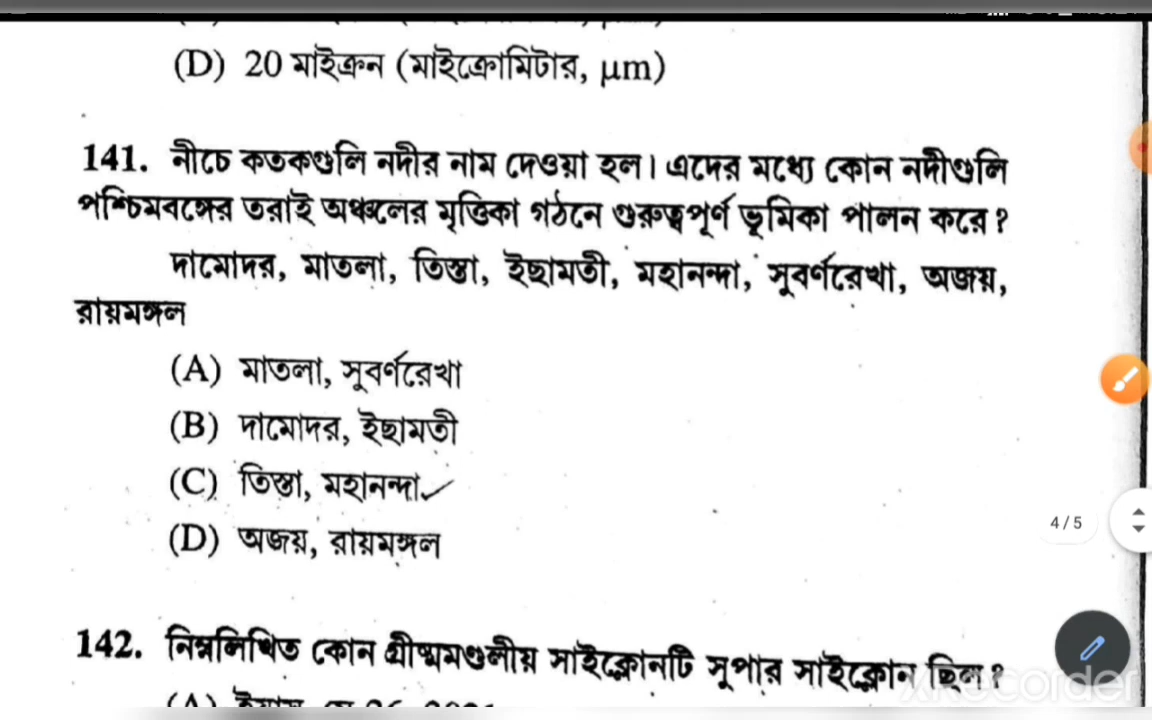 (D) 20 মাইক্রন (মাইক্রোমিটার, μm)
141. নীচে কতকগুলি নদীর নাম দেওয়া হল। এদের মধ্যে কোন নদীগুলি
পশ্চিমবঙ্গের তরাই অঞ্চলের মৃত্তিকা গঠনে গুরুত্বপূর্ণ ভূমিকা পালন করে?
দামোদর, মাতলা, তিস্তা, ইছামতী, মহানন্দা, সুবর্ণরেখা, অজয়,
রায়মঙ্গল
(A) মাতলা, সুবর্ণরেখা
(B) দামোদর, ইছামতী
(C) তিস্তা, মহানন্দা
(D) অজয়, রায়মঙ্গল
4/5
142. নিম্নলিখিত কোন গ্রীষ্মমণ্ডলীয় সাইক্লোনটি সুপার সাইক্লোন ছিল?
XRecorder